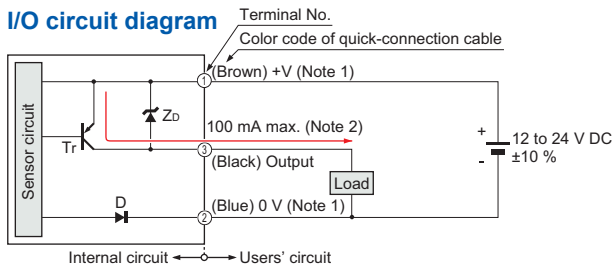 I/O circuit diagram
Terminal No.
Color code of quick-connection cable
1
(Brown) +V (Note 1)
Sensor circuit
Tr
ZD
100 mA max. (Note 2)
3
(Black) Output
+
-
12 to 24 V DC
±10 %
Load
D
2
(Blue) 0 V (Note 1)
Internal circuit
Users' circuit